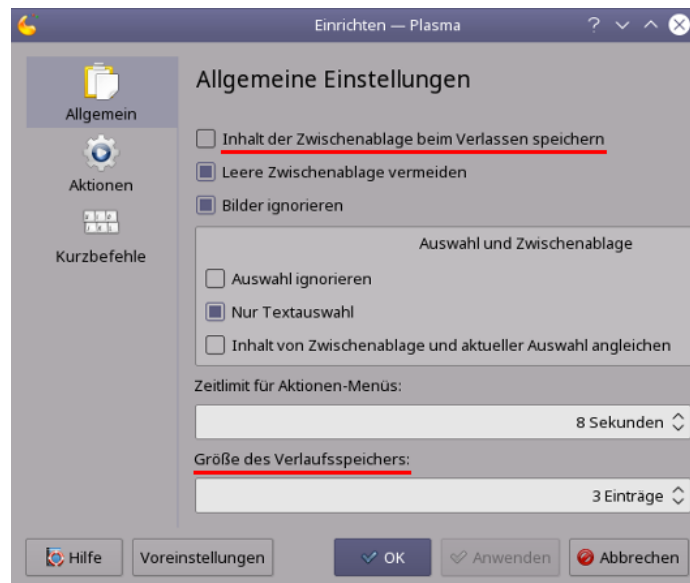 Einrichten — Plasma
Allgemein
Aktionen
Kurzbefehle
Allgemeine Einstellungen
Inhalt der Zwischenablage beim Verlassen speichern
Leere Zwischenablage vermeiden
Bilder ignorieren
Auswahl und Zwischenablage
Auswahl ignorieren
Nur Textauswahl
Inhalt von Zwischenablage und aktueller Auswahl angleichen
Zeitlimit für Aktionen-Menüs:
8 Sekunden
Größe des Verlaufsspeichers:
3 Einträge
Hilfe Voreinstellungen OK Anwenden Abbrechen